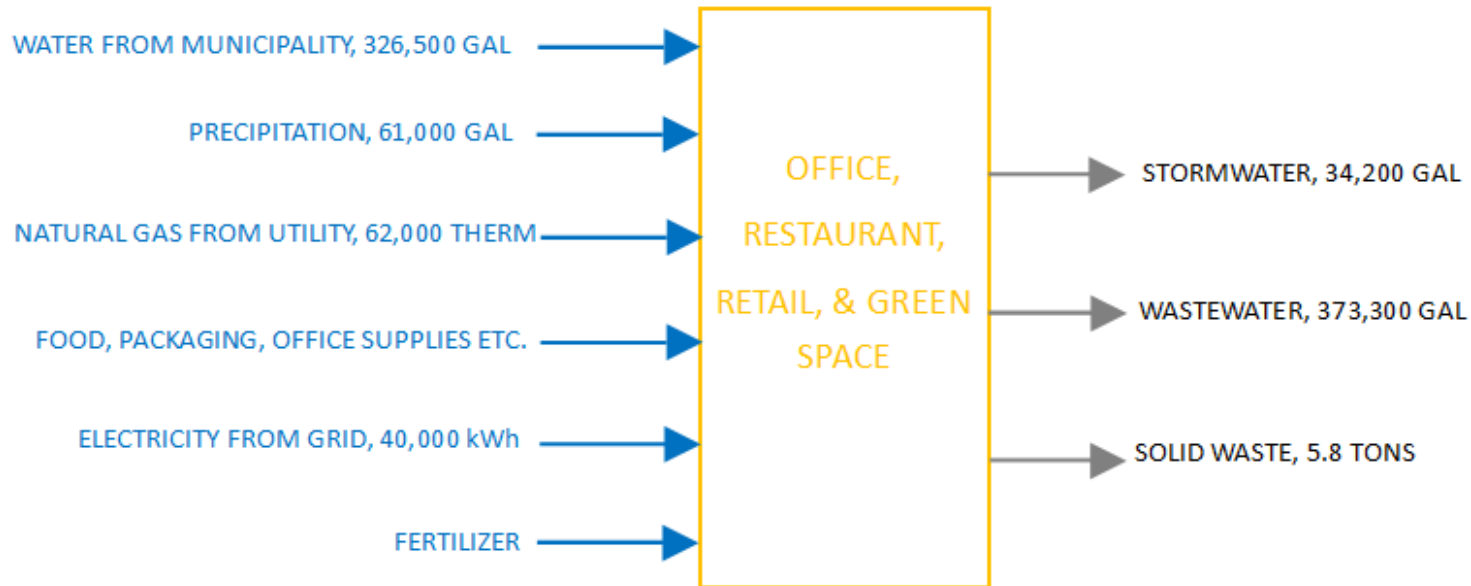 WATER FROM MUNICIPALITY, 326,500 GAL
PRECIPITATION, 61,000 GAL
NATURAL GAS FROM UTILITY, 62,000 THERM
FOOD, PACKAGING, OFFICE SUPPLIES ETC.
ELECTRICITY FROM GRID, 40,000 kWh
FERTILIZER
OFFICE,
RESTAURANT,
RETAIL, & GREEN
SPACE
STORMWATER, 34,200 GAL
WASTEWATER, 373,300 GAL
SOLID WASTE, 5.8 TONS